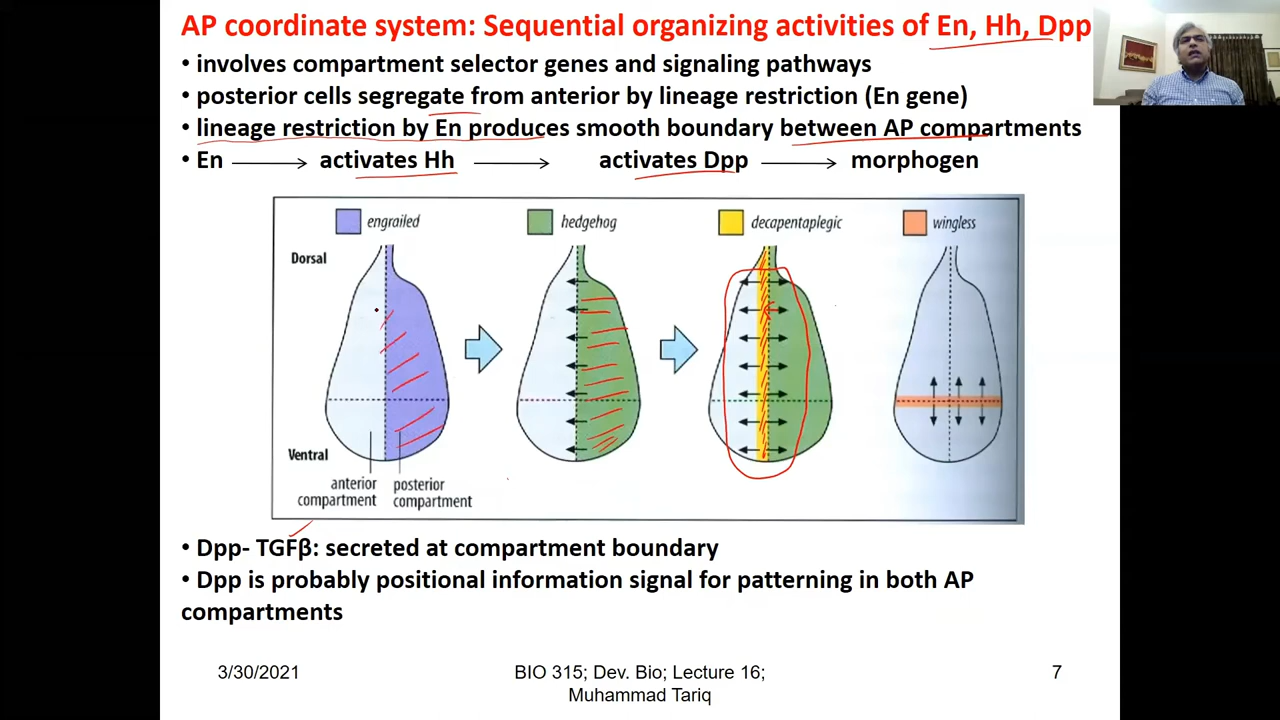 AP coordinate system: Sequential organizing activities of En, Hh, Dpp
• involves compartment selector genes and signaling pathways
• posterior cells segregate from anterior by lineage restriction (En gene)
• lineage restriction by En produces smooth boundary between AP compartments
• En → activates Hh → activates Dpp → morphogen
engrailed hedgehog decapentaplegic wingless
Dorsal
Ventral
anterior compartment
posterior compartment
• Dpp- TGFβ: secreted at compartment boundary
• Dpp is probably positional information signal for patterning in both AP
compartments
3/30/2021
BIO 315; Dev. Bio; Lecture 16;
Muhammad Tariq
7